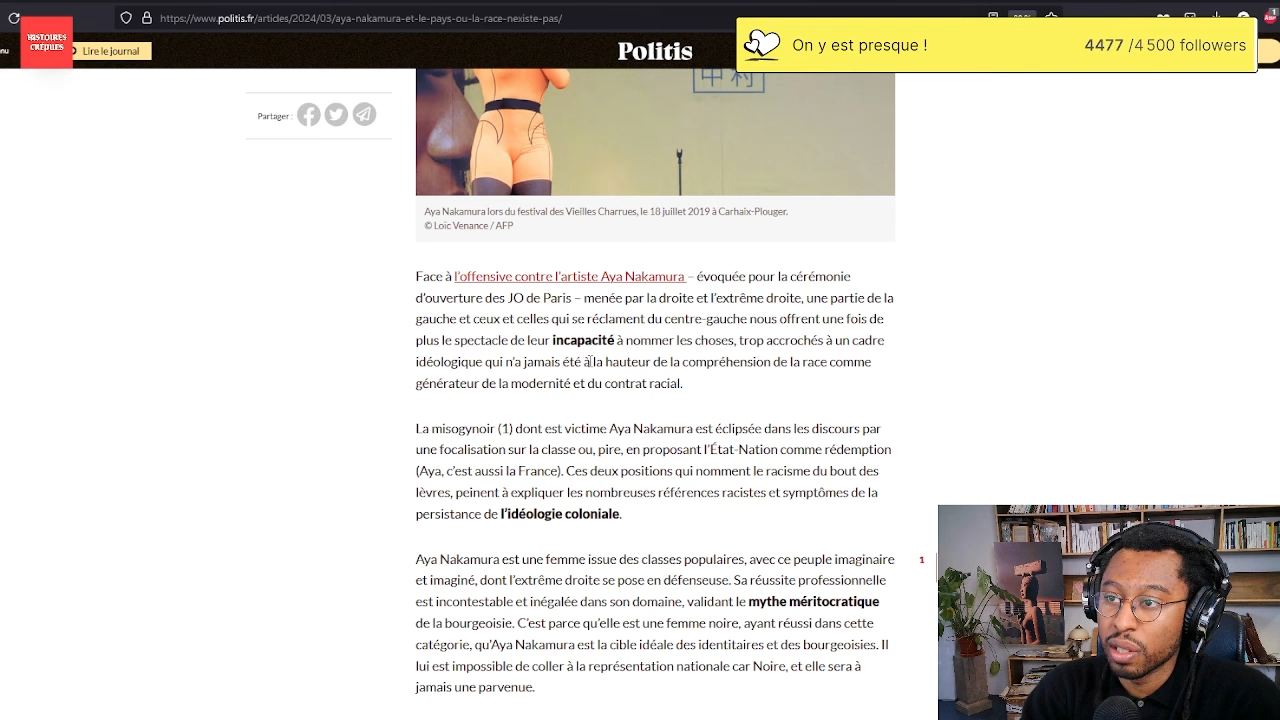 https://www.politis.fr/articles/2024/03/aya-nakamura-et-le-pays-ou-la-race-nexiste-pas/
HISTOIRES
CRÉPUES
nu
Lire le journal
Politis
On y est presque !
4477 /4 500 followers
中村
Partager :
Aya Nakamura lors du festival des Vieilles Charrues, le 18 juillet 2019 à Carhaix-Plouger.
© Loic Venance / AFP
Face à l’offensive contre l’artiste Aya Nakamura – évoquée pour la cérémonie
d’ouverture des JO de Paris – menée par la droite et l’extrême droite, une partie de la
gauche et ceux et celles qui se réclament du centre-gauche nous offrent une fois de
plus le spectacle de leur incapacité à nommer les choses, trop accrochés à un cadre
idéologique qui n’a jamais été à la hauteur de la compréhension de la race comme
générateur de la modernité et du contrat racial.
La misogynoir (1) dont est victime Aya Nakamura est éclipsée dans les discours par
une focalisation sur la classe ou, pire, en proposant l’État-Nation comme rédemption
(Aya, c’est aussi la France). Ces deux positions qui nomment le racisme du bout des
lèvres, peinent à expliquer les nombreuses références racistes et symptômes de la
persistance de l’idéologie coloniale.
Aya Nakamura est une femme issue des classes populaires, avec ce peuple imaginaire
1
et imaginé, dont l’extrême droite se pose en défenseuse. Sa réussite professionnelle
est incontestable et inégalée dans son domaine, validant le mythe méritocratique
de la bourgeoisie. C’est parce qu’elle est une femme noire, ayant réussi dans cette
catégorie, qu’Aya Nakamura est la cible idéale des identitaires et des bourgeoisies. Il
lui est impossible de coller à la représentation nationale car Noire, et elle sera à
jamais une parvenue.